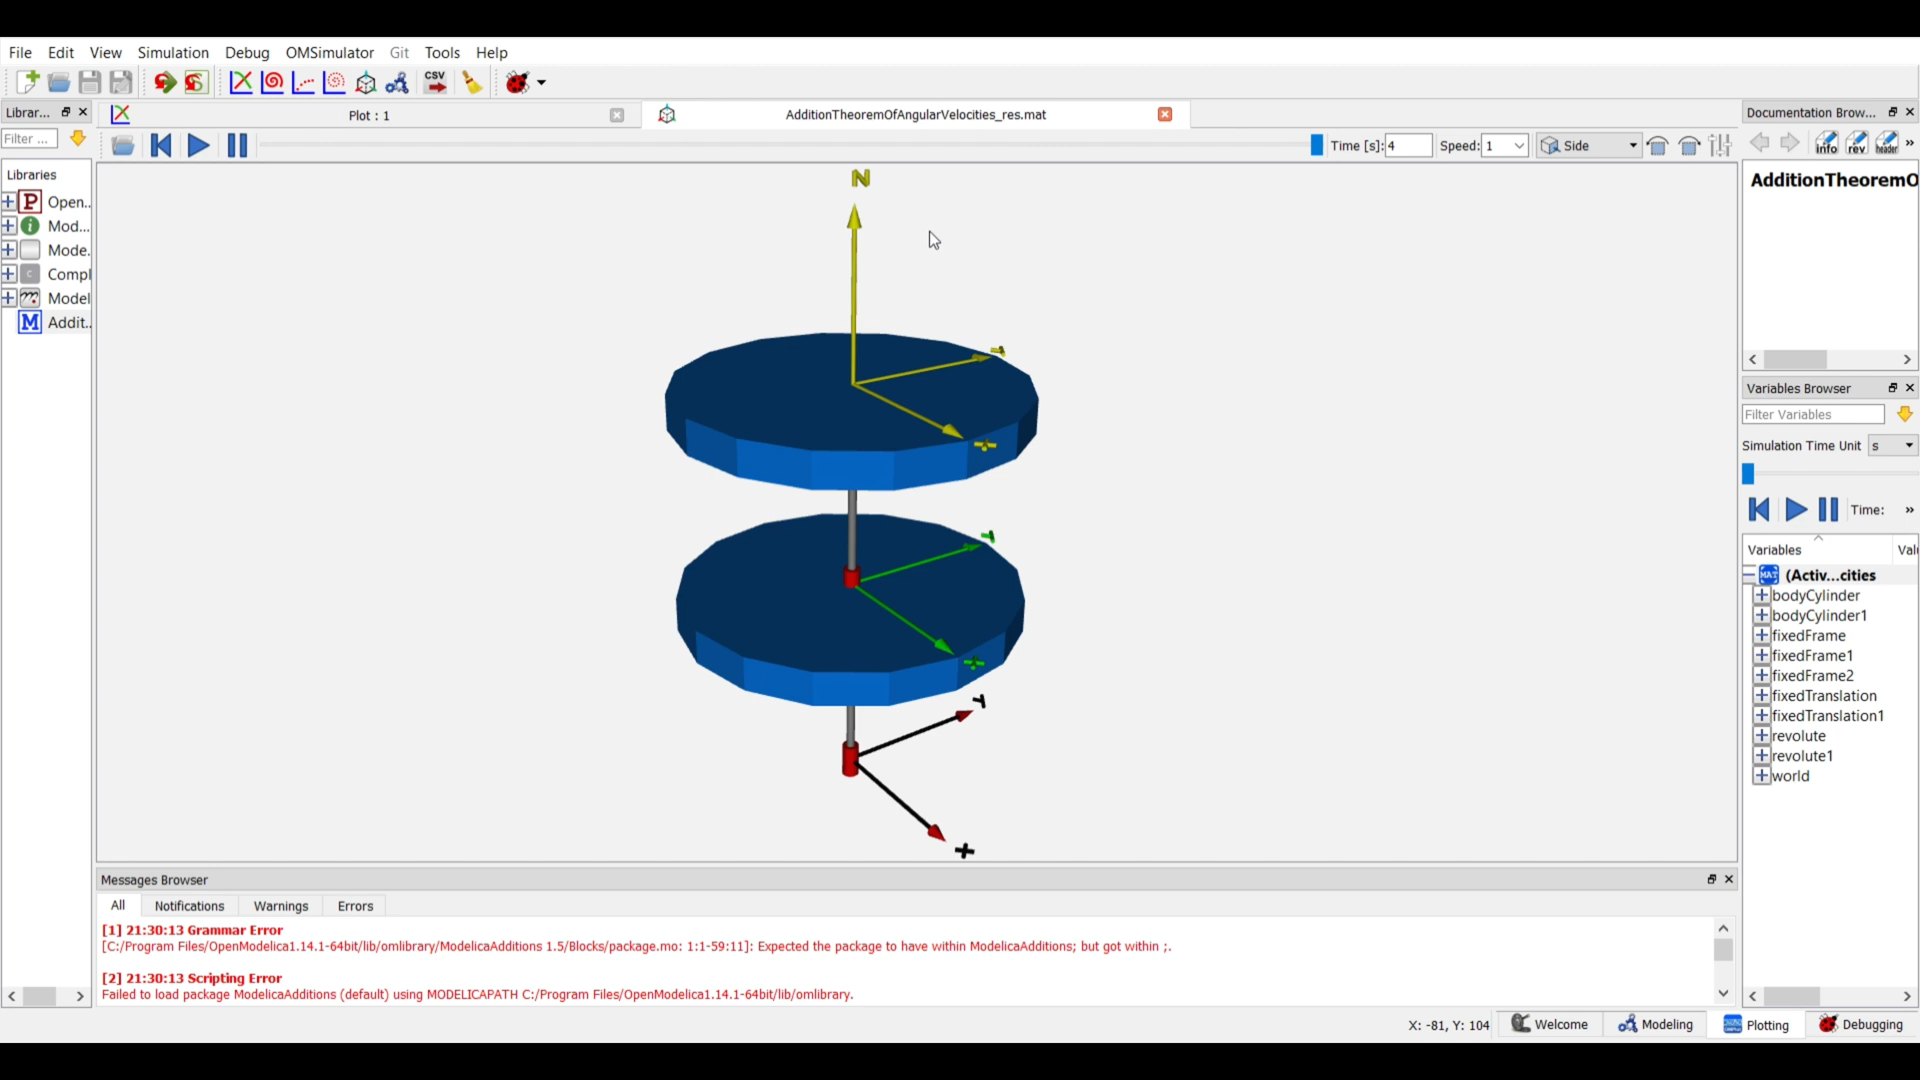 File Edit View Simulation Debug OMSimulator Git Tools Help
CSV
Librar...
Plot : 1
AdditionTheoremOfAngularVelocities_res.mat
Documentation Brow...
Filter ...
Time [s]: 4
Speed: 1
Side
info rev header »
Libraries
P Open..
i Mod...
Mode.
C Compl
Model
M Addit..
AdditionTheoremO
Variables Browser
Filter Variables
Simulation Time Unit s
Time: »
Variables Val
MAT (Activ...cities
bodyCylinder
bodyCylinder1
fixedFrame
fixedFrame1
fixedFrame2
fixedTranslation
fixedTranslation1
revolute
revolute1
world
Messages Browser
All Notifications Warnings Errors
[1] 21:30:13 Grammar Error
[C:/Program Files/OpenModelica1.14.1-64bit/lib/omlibrary/ModelicaAdditions 1.5/Blocks/package.mo: 1:1-59:11]: Expected the package to have within ModelicaAdditions; but got within ;.
[2] 21:30:13 Scripting Error
Failed to load package ModelicaAdditions (default) using MODELICAPATH C:/Program Files/OpenModelica1.14.1-64bit/lib/omlibrary.
X: -81, Y: 104
Welcome
Modeling
Plotting
Debugging